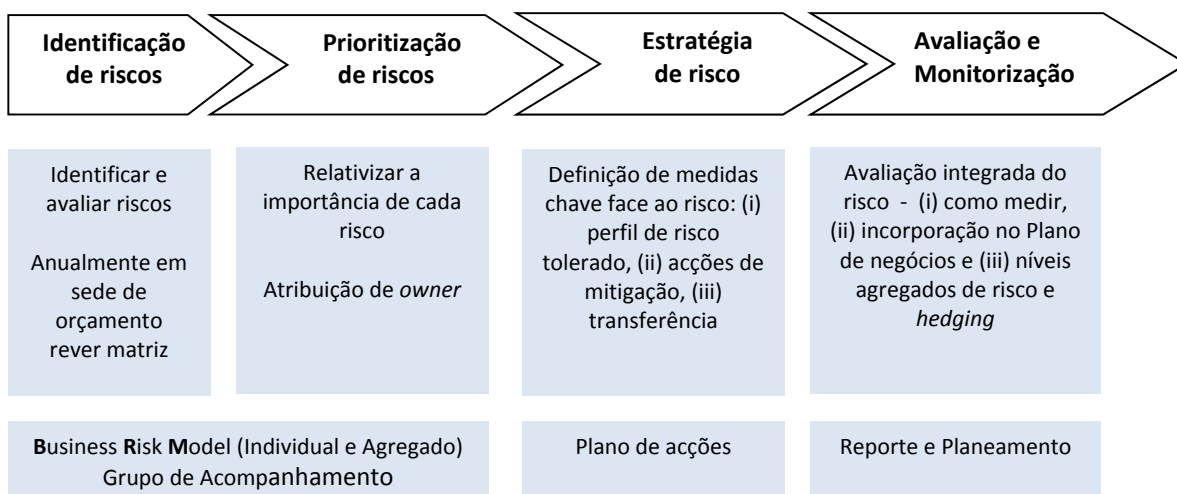 Identificação
de riscos
Prioritização
de riscos
Estratégia
de risco
Avaliação e
Monitorização
Identificar e
avaliar riscos
Anualmente em
sede de
orçamento
rever matriz
Relativizar a
importância de cada
risco
Atribuição de owner
Definição de medidas
chave face ao risco: (i)
perfil de risco
tolerado, (ii) acções de
mitigação, (iii)
transferência
Avaliação integrada do
risco - (i) como medir,
(ii) incorporação no Plano
de negócios e (iii) níveis
agregados de risco e
hedging
Business Risk Model (Individual e Agregado)
Grupo de Acompanhamento
Plano de acções
Reporte e Planeamento